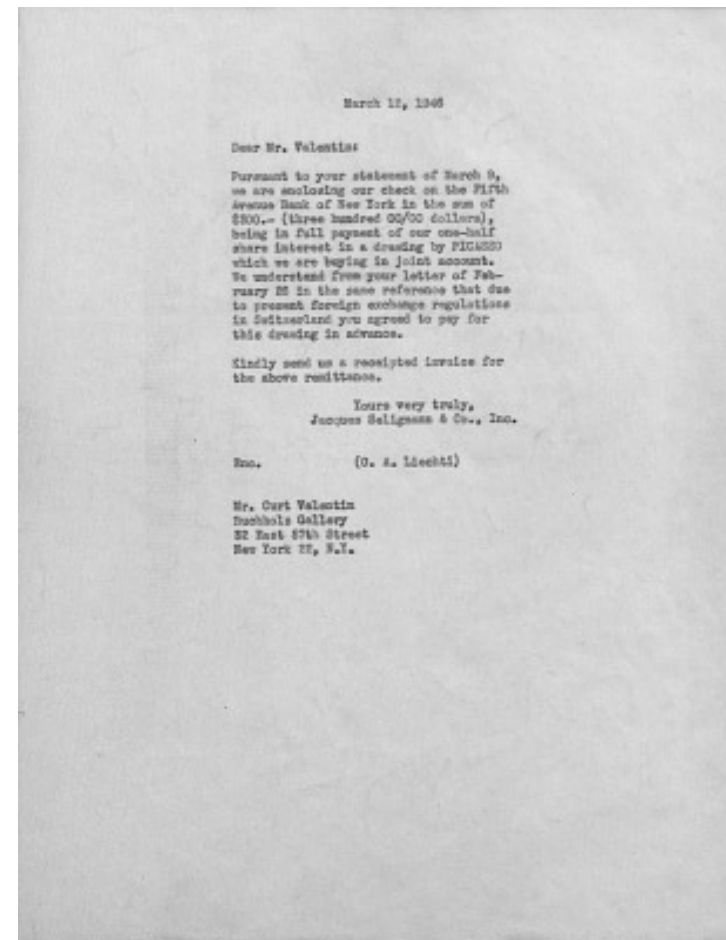 March 12, 1946
Dear Mr. Valentin:
Pursuant to your statement of March 9,
we are enclosing our check on the Fifth
Avenue Bank of New York in the sum of
$300.- (three hundred 00/00 dollars),
being in full payment of our one-half
share interest in a drawing by PICASSO
which we are buying in joint account.
We understand from your letter of Feb-
ruary in the same reference that due
to present foreign exchange regulations
in Switzerland you agreed to pay for
this drawing in advance.
Kindly send us a receipted invoice for
the above remittance.
Yours very truly,
Jacques Seligmann & Co., Inc.
Enc. (O. A. Liechti)
Mr. Curt Valentin
Buchholz Gallery
32 East 57th Street
New York 22, N.Y.